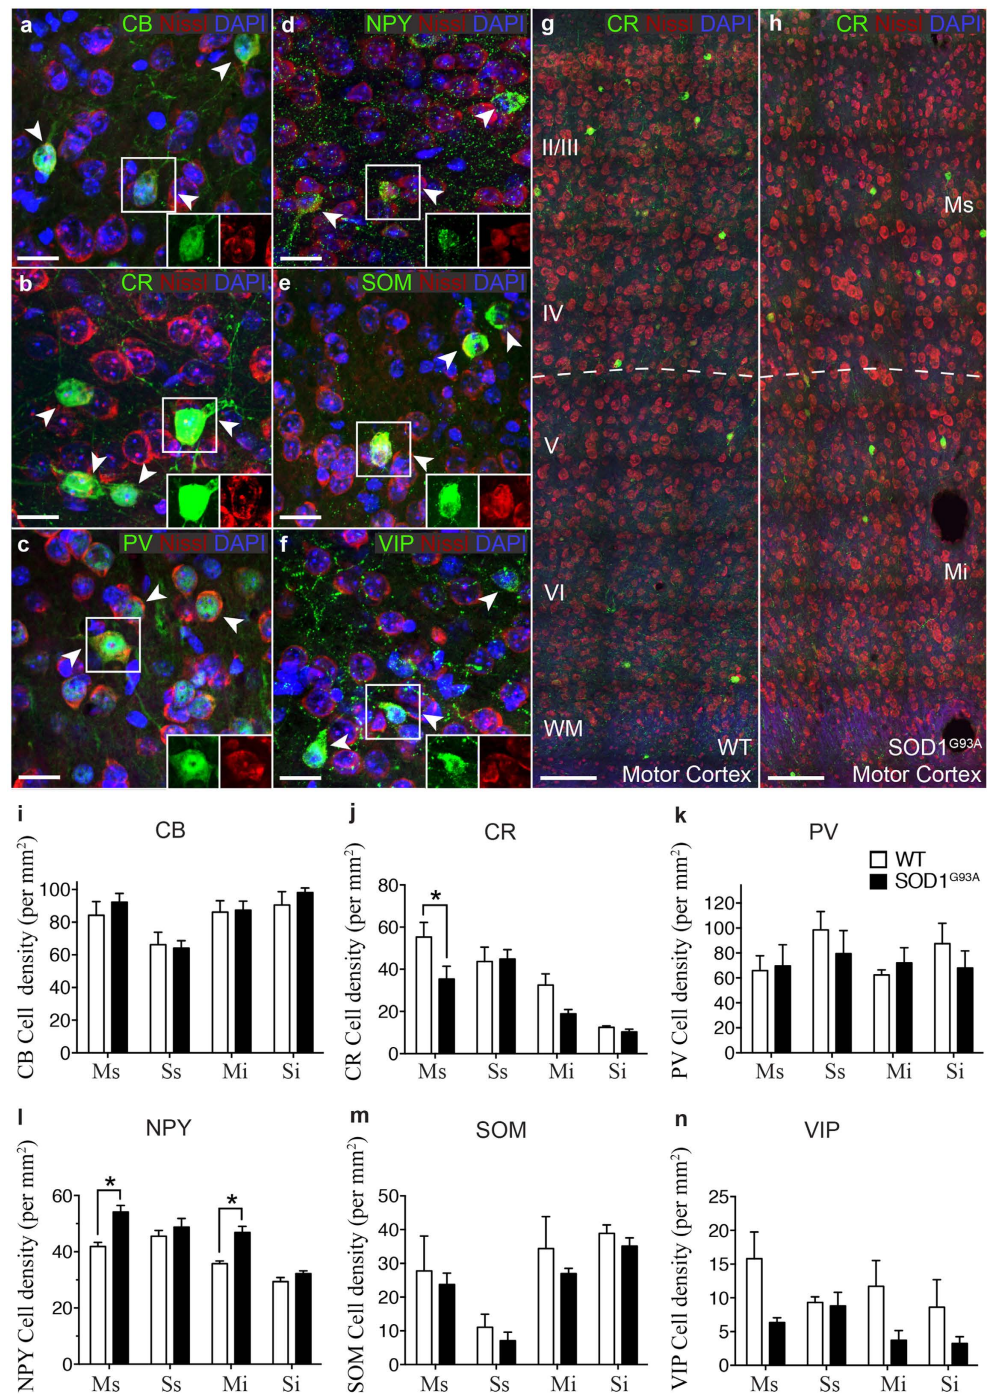 a CB Nissl DAPI
b CR Nissl DAPI
c PV Nissl DAPI
d NPY Nissl DAPI
e SOM Nissl DAPI
f VIP Nissl DAPI
g CR Nissl DAPI
II/III
IV
V
VI
WM
WT
Motor Cortex
h CR Nissl DAPI
Ms
Mi
SOD1G93A
Motor Cortex
i
CB
CB Cell density (per mm2)
100
80
60
40
20
0
Ms Ss Mi Si
j
CR
CR Cell density (per mm2)
80
60
40
20
0
*
Ms Ss Mi Si
k
PV
WT
SOD1G93A
PV Cell density (per mm2)
120
100
80
60
40
20
0
Ms Ss Mi Si
l
NPY
NPY Cell density (per mm2)
60
40
20
0
* *
Ms Ss Mi Si
m
SOM
SOM Cell density (per mm2)
50
40
30
20
10
0
Ms Ss Mi Si
n
VIP
VIP Cell density (per mm2)
25
20
15
10
5
0
Ms Ss Mi Si